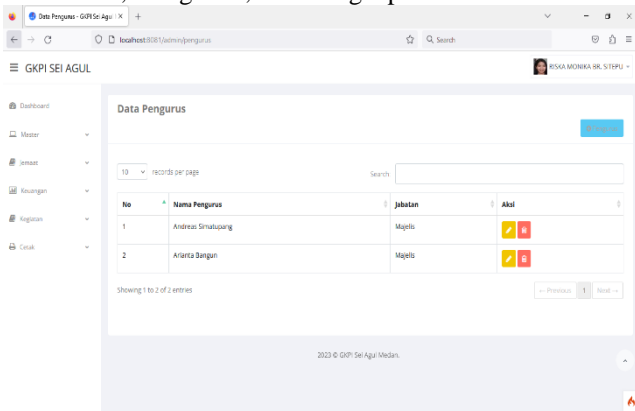 Data Pengurus - GKPI Sei Agul
localhost:8081/admin/pengurus
Search
GKPI SEI AGUL
RISKA MONIKA BR. SITEPU
Dashboard
Master
Jemaat
Keuangan
Kegiatan
Cetak
Data Pengurus
10 records per page
Search
No Nama Pengurus Jabatan Aksi
1 Andreas Simatupang Majelis
2 Arianta Bangun Majelis
Showing 1 to 2 of 2 entries
← Previous 1 Next →
2023 © GKPI Sei Agul Medan.